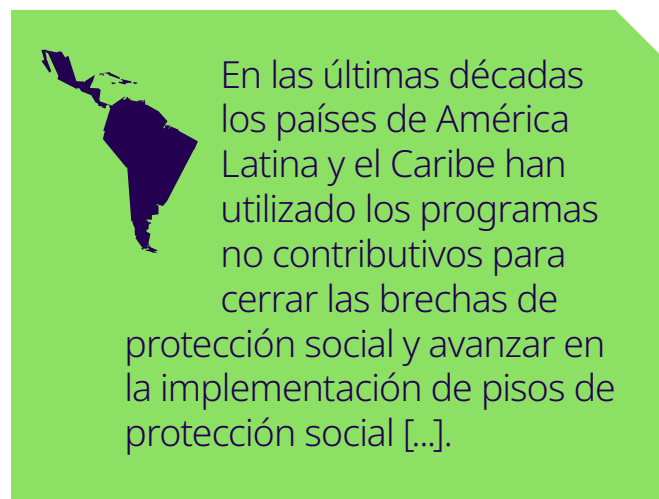 En las últimas décadas
los países de América
Latina y el Caribe han
utilizado los programas
no contributivos para
cerrar las brechas de
protección social y avanzar en
la implementación de pisos de
protección social [...].